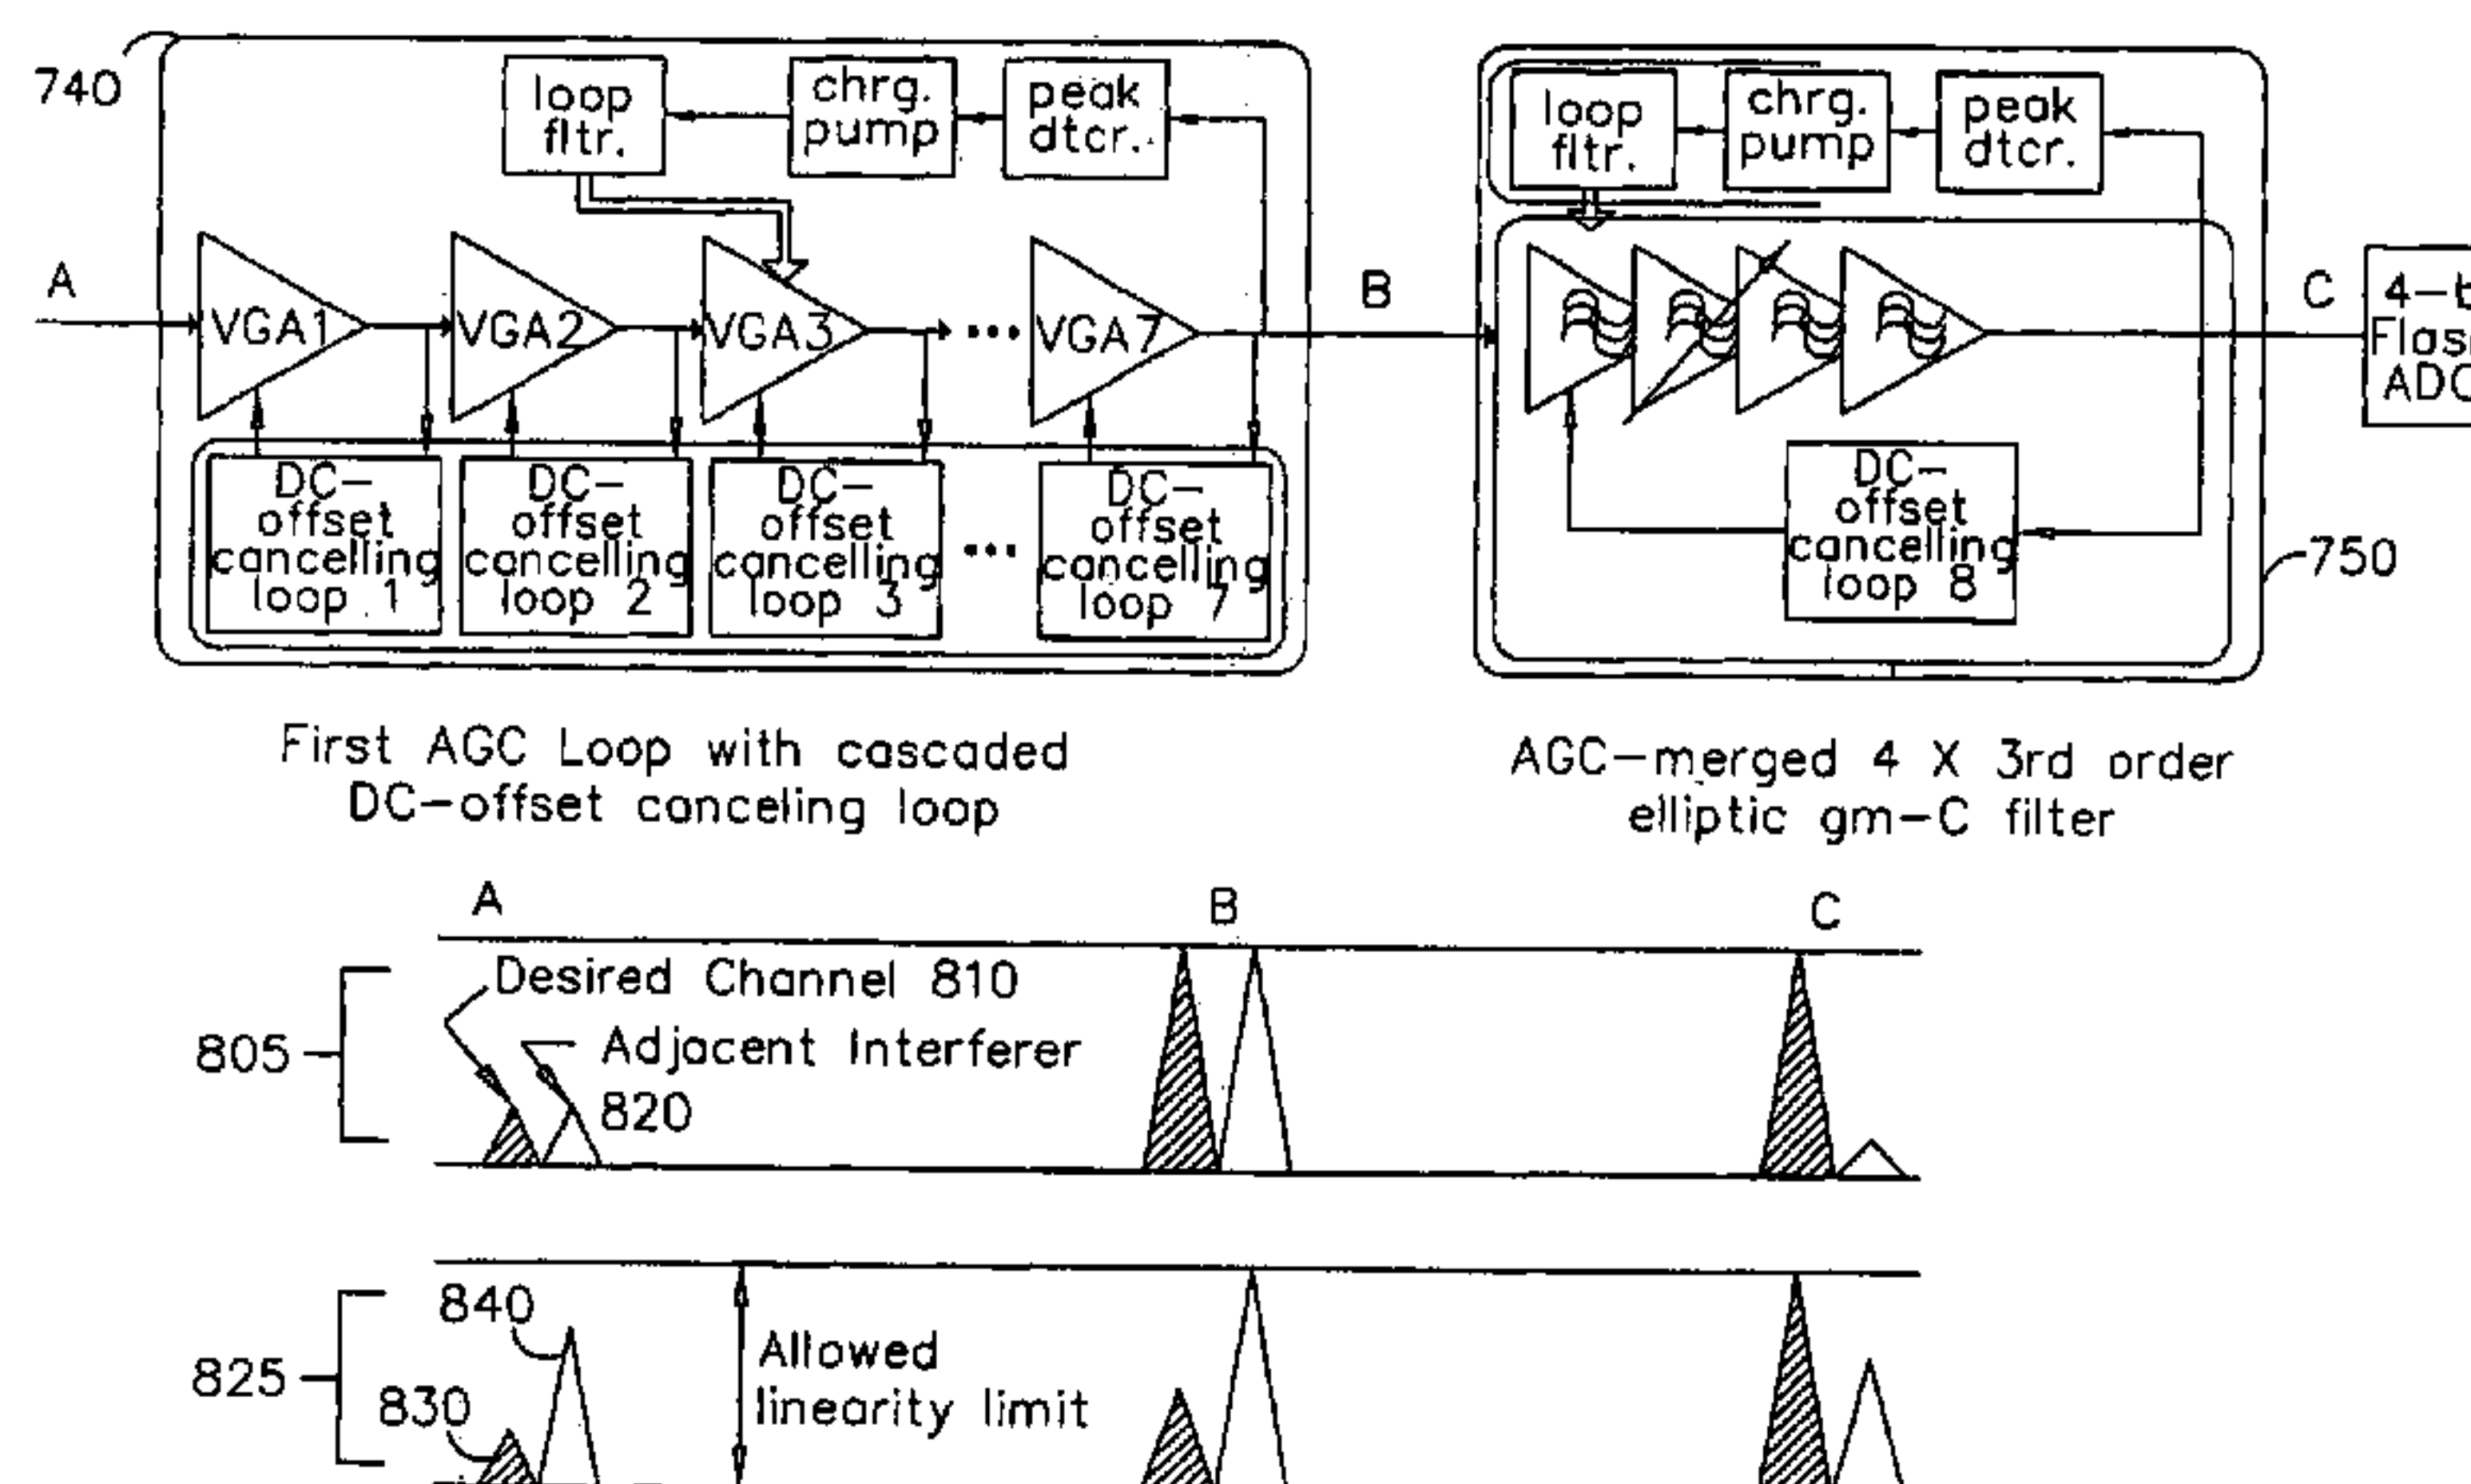 740
loop
fltr.
chrg.
pump
peak
dtcr.
loop
fltr.
chrg.
pump
peak
dtcr.
A
VGA1
VGA2
VGA3
•••
VGA7
B
C
4-b
Flas
ADC
DC-
offset
cancelling
loop 1
DC-
offset
cancelling
loop 2
DC-
offset
cancelling
loop 3
•••
DC-
offset
cancelling
loop 7
DC-
offset
cancelling
loop 8
750
First AGC Loop with cascaded
DC-offset canceling loop
AGC-merged 4 X 3rd order
elliptic gm-C filter
A
B
C
805
Desired Channel 810
Adjacent Interferer
820
825
840
830
Allowed
linearity limit